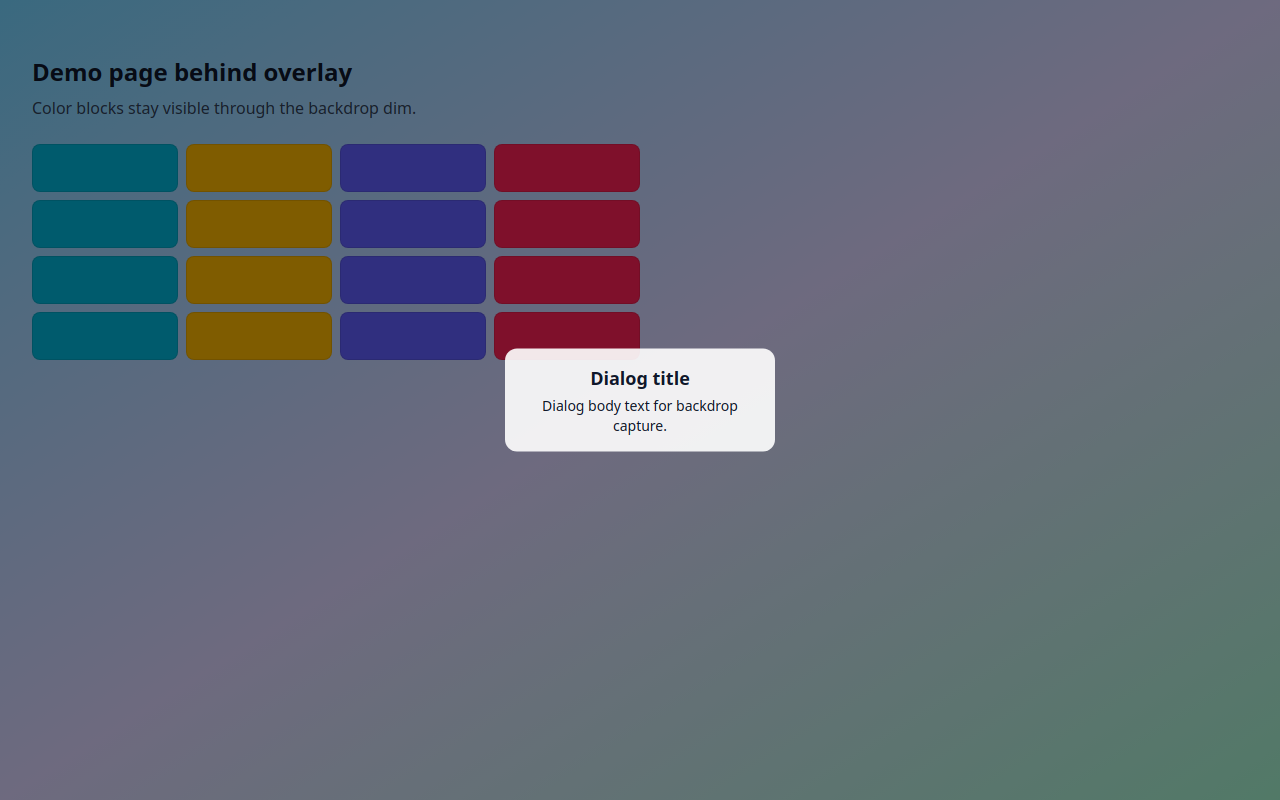 Demo page behind overlay
Color blocks stay visible through the backdrop dim.
Dialog title
Dialog body text for backdrop
capture.